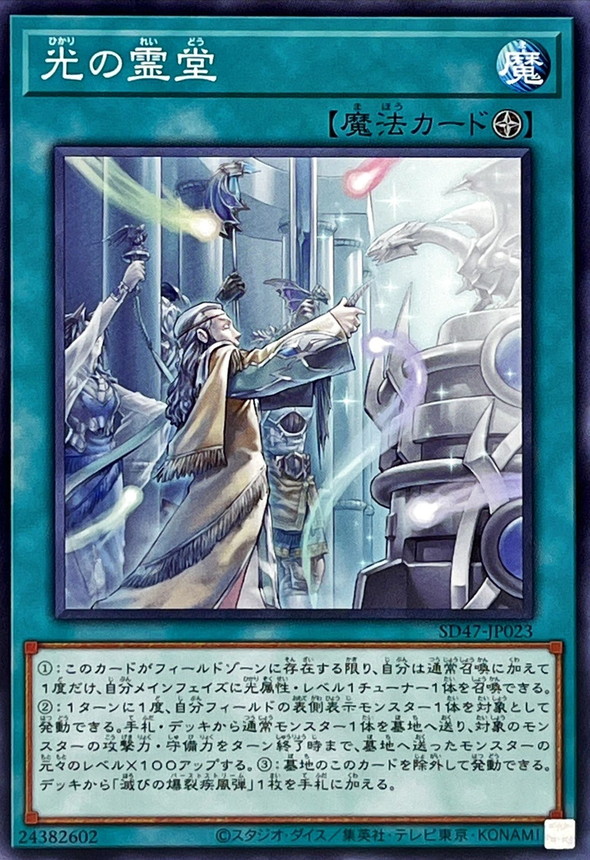 光の霊堂
魔
【魔法カード】
SD47-JP023
①：このカードがフィールドゾーンに存在する限り、自分は通常召喚に加えて
1度だけ、自分メインフェイズに光属性・レベル1チューナー1体を召喚できる。
②：1ターンに1度、自分フィールドの表側表示モンスター1体を対象として
発動できる。手札・デッキから通常モンスター1体を墓地へ送り、対象のモン
スターの攻撃力・守備力をターン終了時まで、墓地へ送ったモンスターの
元々のレベル×100アップする。③：墓地のこのカードを除外して発動できる。
デッキから「滅びの爆裂疾風弾」1枚を手札に加える。
24382602 ©スタジオ・ダイス／集英社・テレビ東京・KONAMI